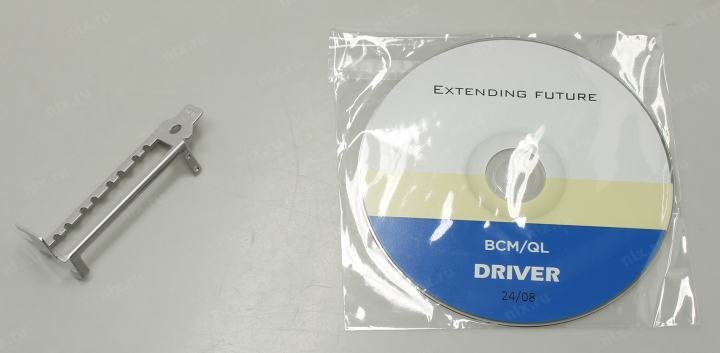 EXTENDING FUTURE
BCM/QL
DRIVER
24/08